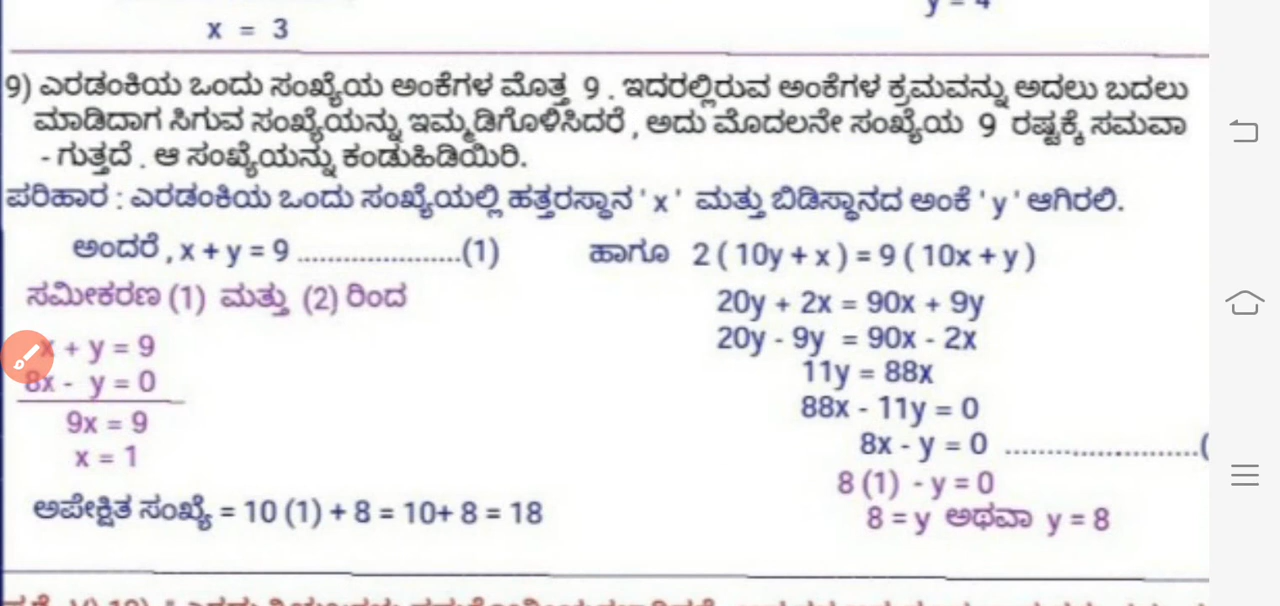 x = 3
9) ಎರಡಂಕಿಯ ಒಂದು ಸಂಖ್ಯೆಯ ಅಂಕೆಗಳ ಮೊತ್ತ 9 . ಇದರಲ್ಲಿರುವ ಅಂಕೆಗಳ ಕ್ರಮವನ್ನು ಅದಲು ಬದಲು
ಮಾಡಿದಾಗ ಸಿಗುವ ಸಂಖ್ಯೆಯನ್ನು ಇಮ್ಮಡಿಗೊಳಿಸಿದರೆ , ಅದು ಮೊದಲನೇ ಸಂಖ್ಯೆಯ 9 ರಷ್ಟಕ್ಕೆ ಸಮವಾ
- ಗುತ್ತದೆ . ಆ ಸಂಖ್ಯೆಯನ್ನು ಕಂಡುಹಿಡಿಯಿರಿ.
ಪರಿಹಾರ : ಎರಡಂಕಿಯ ಒಂದು ಸಂಖ್ಯೆಯಲ್ಲಿ ಹತ್ತರಸ್ಥಾನ ' x ' ಮತ್ತು ಬಿಡಿಸ್ಥಾನದ ಅಂಕೆ ' y ' ಆಗಿರಲಿ.
ಅಂದರೆ , x + y = 9 .....................(1)
ಸಮೀಕರಣ (1) ಮತ್ತು (2) ರಿಂದ
x + y = 9
8x - y = 0
9x = 9
x = 1
ಅಪೇಕ್ಷಿತ ಸಂಖ್ಯೆ = 10 (1) + 8 = 10+ 8 = 18
ಹಾಗೂ 2 ( 10y + x ) = 9 ( 10x + y )
20y + 2x = 90x + 9y
20y - 9y = 90x - 2x
11y = 88x
88x - 11y = 0
8x - y = 0 .........................(
8 (1) - y = 0
8 = y ಅಥವಾ y = 8